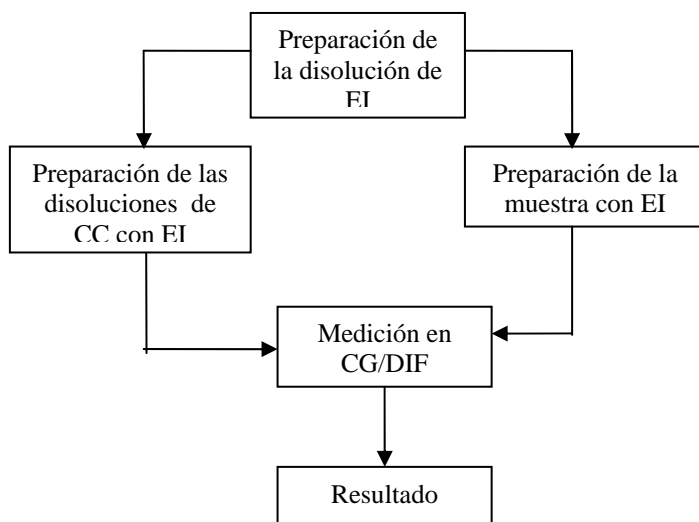 Preparación de
la disolución de
EI
Preparación de las
disoluciones de
CC con EI
Preparación de la
muestra con EI
Medición en
CG/DIF
Resultado